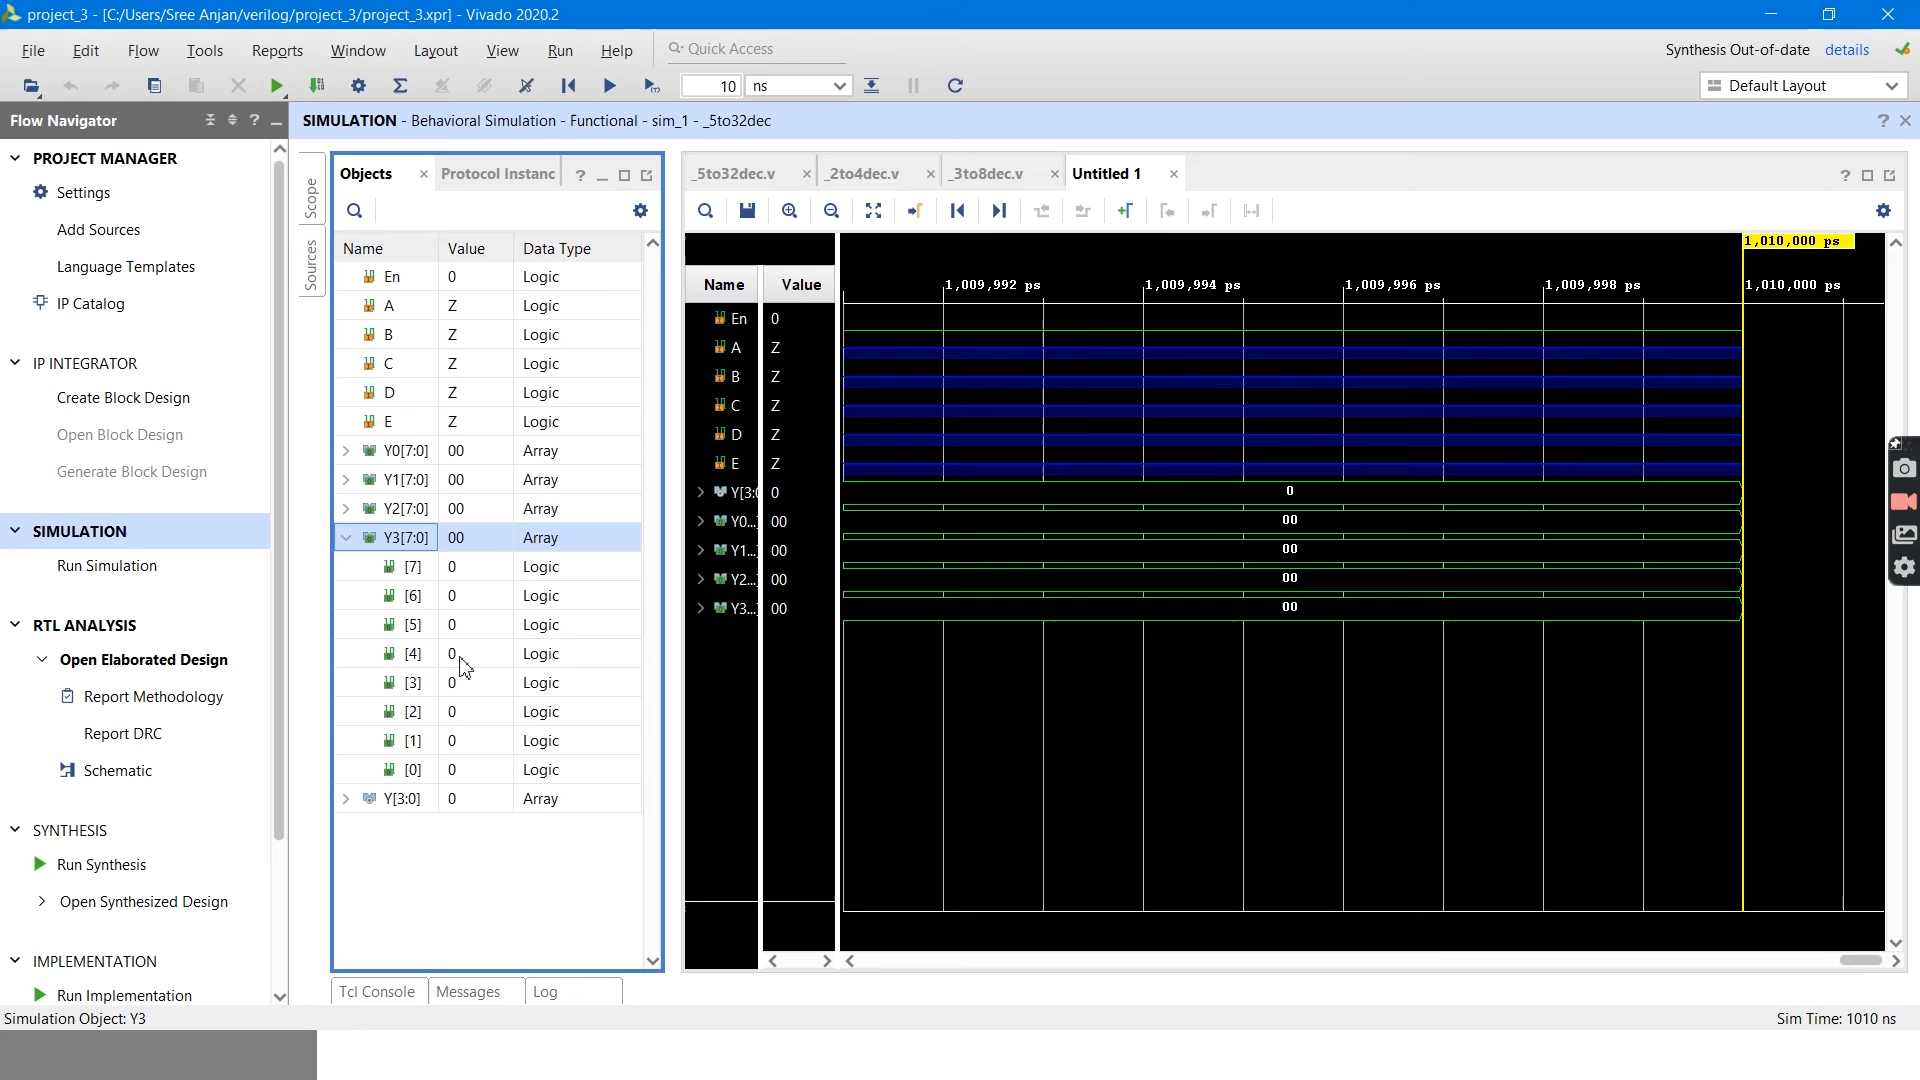 project_3 - [C:/Users/Sree Anjan/verilog/project_3/project_3.xpr] - Vivado 2020.2
File Edit Flow Tools Reports Window Layout View Run Help Quick Access
Synthesis Out-of-date details
10 ns
Default Layout
Flow Navigator
SIMULATION - Behavioral Simulation - Functional - sim_1 - _5to32dec
PROJECT MANAGER
Settings
Add Sources
Language Templates
IP Catalog
IP INTEGRATOR
Create Block Design
Open Block Design
Generate Block Design
SIMULATION
Run Simulation
RTL ANALYSIS
Open Elaborated Design
Report Methodology
Report DRC
Schematic
SYNTHESIS
Run Synthesis
Open Synthesized Design
IMPLEMENTATION
Run Implementation
Scope
Sources
Objects
Protocol Instanc
Name Value Data Type
En 0 Logic
A Z Logic
B Z Logic
C Z Logic
D Z Logic
E Z Logic
Y0[7:0] 00 Array
Y1[7:0] 00 Array
Y2[7:0] 00 Array
Y3[7:0] 00 Array
[7] 0 Logic
[6] 0 Logic
[5] 0 Logic
[4] 0 Logic
[3] 0 Logic
[2] 0 Logic
[1] 0 Logic
[0] 0 Logic
Y[3:0] 0 Array
_5to32dec.v _2to4dec.v _3to8dec.v Untitled 1
1,010,000 ps
Name Value 1,009,992 ps 1,009,994 ps 1,009,996 ps 1,009,998 ps 1,010,000 ps
En 0
A Z
B Z
C Z
D Z
E Z
Y[3:0 0 0
Y0...] 00 00
Y1...] 00 00
Y2...] 00 00
Y3...] 00 00
Tcl Console Messages Log
Simulation Object: Y3
Sim Time: 1010 ns